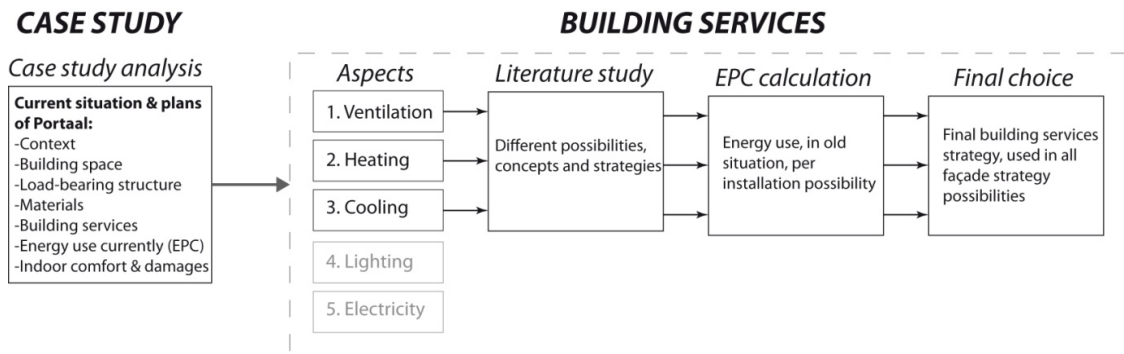 CASE STUDY
Case study analysis
Current situation & plans
of Portaal:
-Context
-Building space
-Load-bearing structure
-Materials
-Building services
-Energy use currently (EPC)
-Indoor comfort & damages
BUILDING SERVICES
Aspects
1. Ventilation
2. Heating
3. Cooling
4. Lighting
5. Electricity
Literature study
Different possibilities,
concepts and strategies
EPC calculation
Energy use, in old
situation, per
installation possibility
Final choice
Final building services
strategy, used in all
façade strategy
possibilities